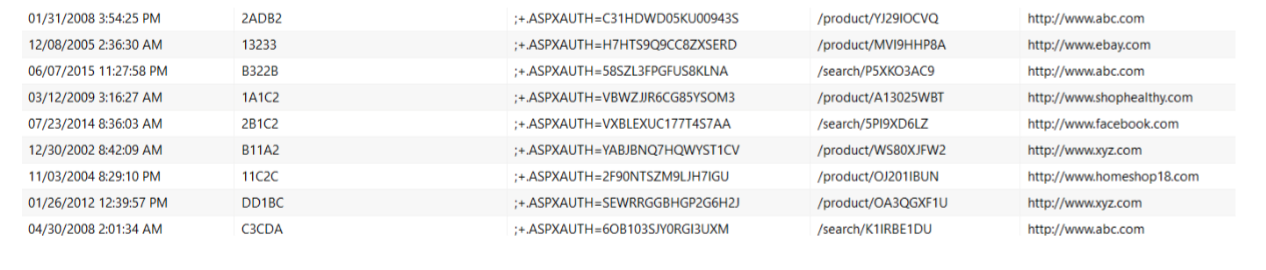 01/31/2008 3:54:25 PM 2ADB2 ;+.ASPXAUTH=C31HDWD05KU00943S /product/YJ29IOCVQ http://www.abc.com
12/08/2005 2:36:30 AM 13233 ;+.ASPXAUTH=H7HTS9Q9CC8ZXSERD /product/MVI9HHP8A http://www.ebay.com
06/07/2015 11:27:58 PM B322B ;+.ASPXAUTH=58SZL3FPGFUS8KLNA /search/P5XKO3AC9 http://www.abc.com
03/12/2009 3:16:27 AM 1A1C2 ;+.ASPXAUTH=VBWZJJR6CG85YSOM3 /product/A13025WBT http://www.shophealthy.com
07/23/2014 8:36:03 AM 2B1C2 ;+.ASPXAUTH=VXBLEXUC177T4S7AA /search/5PI9XD6LZ http://www.facebook.com
12/30/2002 8:42:09 AM B11A2 ;+.ASPXAUTH=YABJBNQ7HQWYST1CV /product/WS80XJFW2 http://www.xyz.com
11/03/2004 8:29:10 PM 11C2C ;+.ASPXAUTH=2F90NTSZM9LJH7IGU /product/OJ201IBUN http://www.homeshop18.com
01/26/2012 12:39:57 PM DD1BC ;+.ASPXAUTH=SEWRRGGBHGP2G6H2J /product/OA3QGXF1U http://www.xyz.com
04/30/2008 2:01:34 AM C3CDA ;+.ASPXAUTH=6OB103SJY0RGI3UXM /search/K1IRBE1DU http://www.abc.com